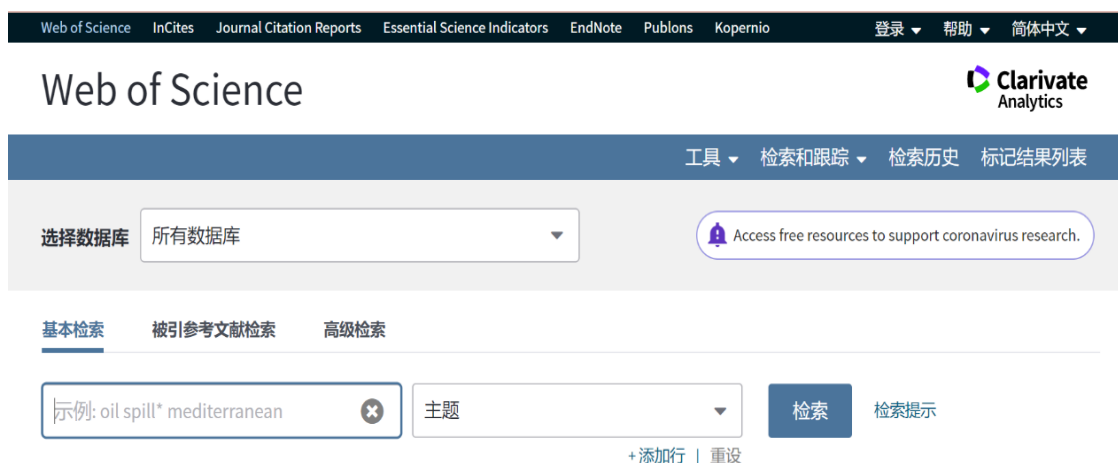 Web of Science InCites Journal Citation Reports Essential Science Indicators EndNote Publons Kopernio 登录 帮助 简体中文
Web of Science
Clarivate
Analytics
工具 检索和跟踪 检索历史 标记结果列表
选择数据库 所有数据库 Access free resources to support coronavirus research.
基本检索 被引参考文献检索 高级检索
示例: oil spill* mediterranean 主题 检索 检索提示
+添加行 | 重设